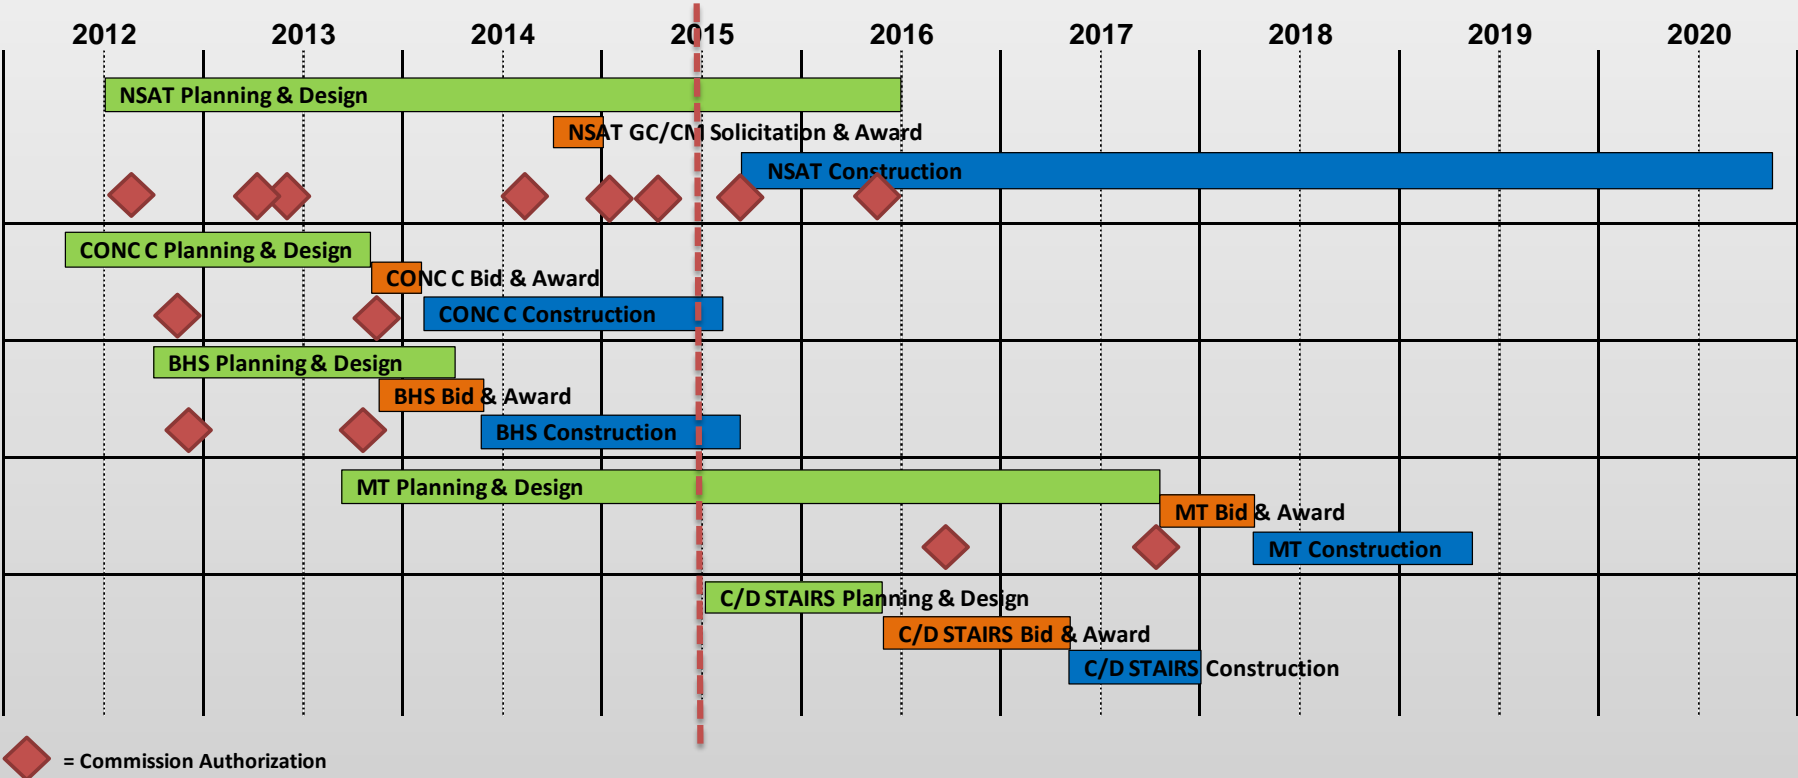 2012 2013 2014 2015 2016 2017 2018 2019 2020
NSAT Planning & Design
NSAT GC/CM Solicitation & Award
NSAT Construction
CONC C Planning & Design
CONC C Bid & Award
CONC C Construction
BHS Planning & Design
BHS Bid & Award
BHS Construction
MT Planning & Design
MT Bid & Award
MT Construction
C/D STAIRS Planning & Design
C/D STAIRS Bid & Award
C/D STAIRS Construction
= Commission Authorization